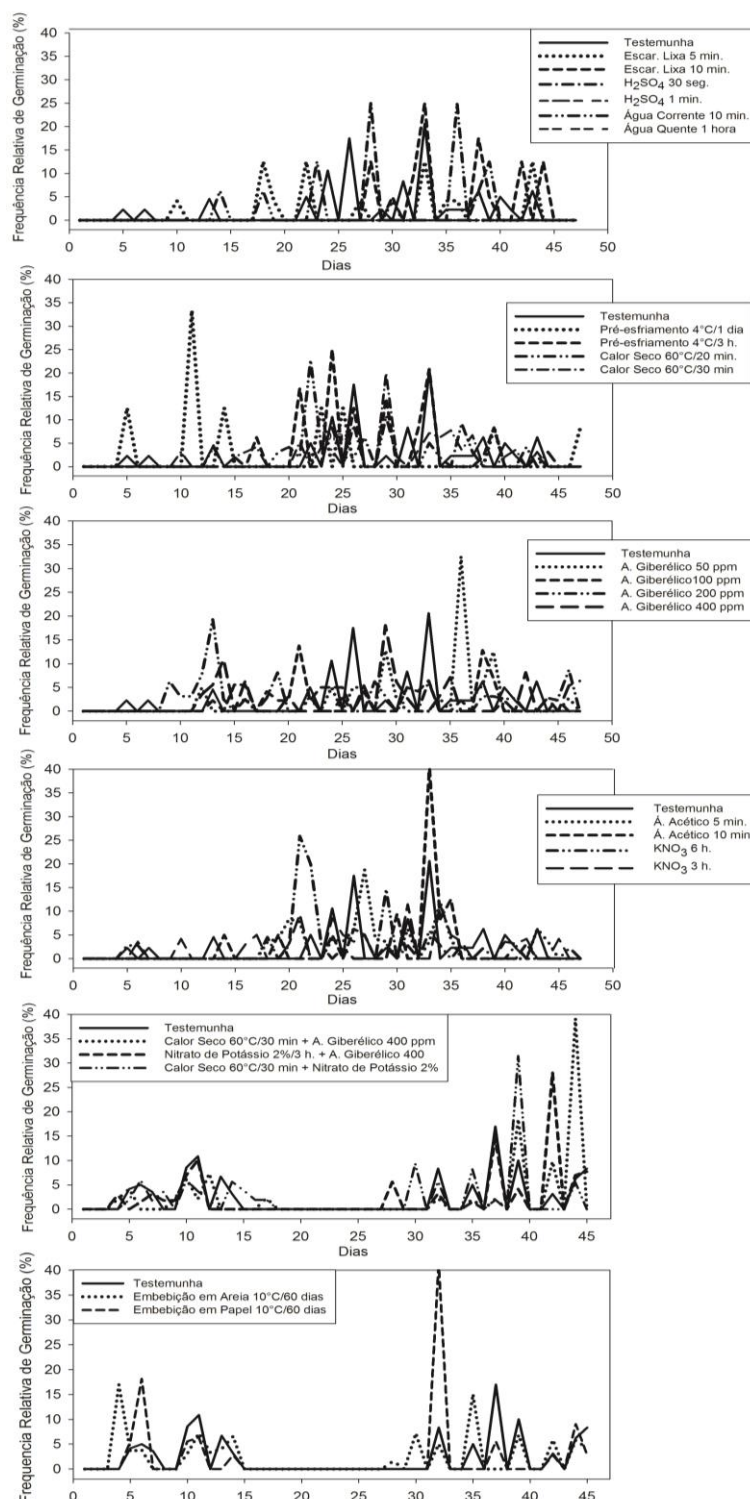 Frequência Relativa de Germinação (%)
40
35
30
25
20
15
10
5
0
Testemunha
Escar. Lixa 5 min.
Escar. Lixa 10 min.
H2SO4 30 seg.
H2SO4 1 min.
Água Corrente 10 min.
Água Quente 1 hora
0 5 10 15 20 25 30 35 40 45 50
Dias
Frequência Relativa de Germinação (%)
40
35
30
25
20
15
10
5
0
Testemunha
Pré-esfriamento 4°C/1 dia
Pré-esfriamento 4°C/3 h.
Calor Seco 60°C/20 min.
Calor Seco 60°C/30 min
0 5 10 15 20 25 30 35 40 45 50
Dias
Frequência Relativa de Germinação (%)
40
35
30
25
20
15
10
5
0
Testemunha
A. Giberélico 50 ppm
A. Giberélico100 ppm
A. Giberélico 200 ppm
A. Giberélico 400 ppm
0 5 10 15 20 25 30 35 40 45 50
Dias
Frequência Relativa de Germinação (%)
40
35
30
25
20
15
10
5
0
Testemunha
Á. Acético 5 min.
Á. Acético 10 min
KNO3 6 h.
KNO3 3 h.
0 5 10 15 20 25 30 35 40 45 50
Dias
Frequência Relativa de Germinação (%)
40
35
30
25
20
15
10
5
0
Testemunha
Calor Seco 60°C/30 min + A. Giberélico 400 ppm
Nitrato de Potássio 2%/3 h. + A. Giberélico 400
Calor Seco 60°C/30 min + Nitrato de Potássio 2%
0 5 10 15 20 25 30 35 40 45
Dias
Frequencia Relativa de Germinação (%)
40
35
30
25
20
15
10
5
0
Testemunha
Embebição em Areia 10°C/60 dias
Embebição em Papel 10°C/60 dias
0 5 10 15 20 25 30 35 40 45